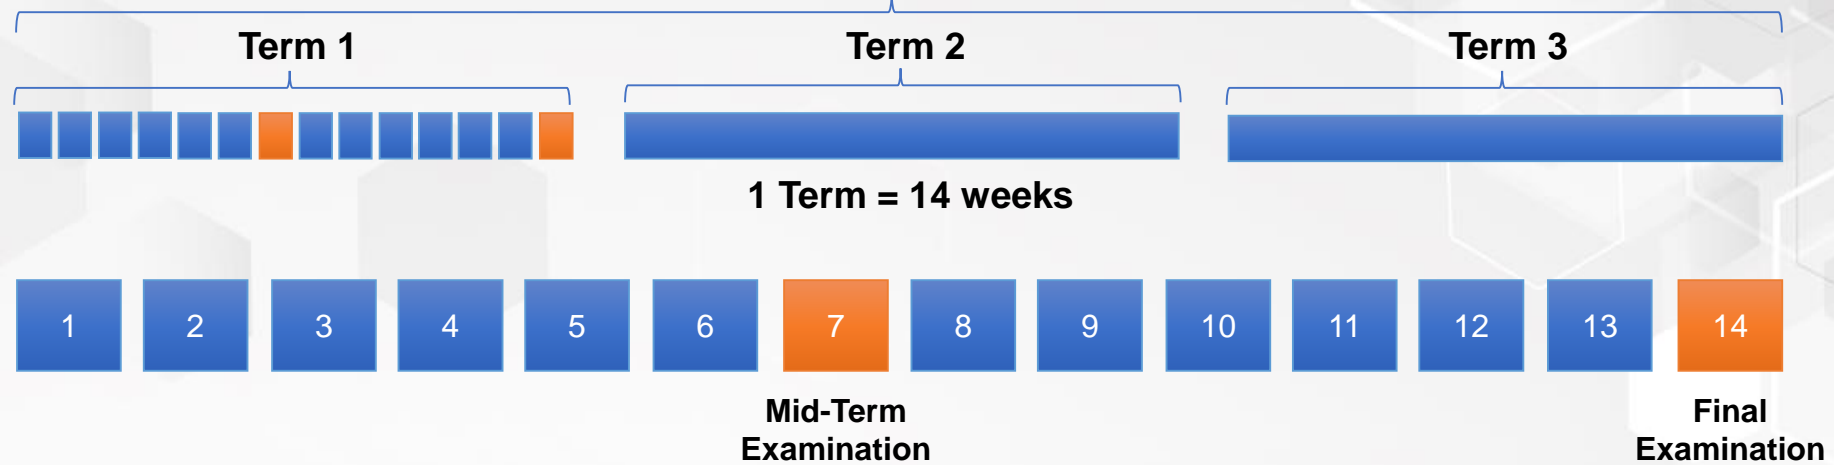 Term 1
Term 2
Term 3
1 Term = 14 weeks
1
2
3
4
5
6
7
8
9
10
11
12
13
14
Mid-Term
Examination
Final
Examination